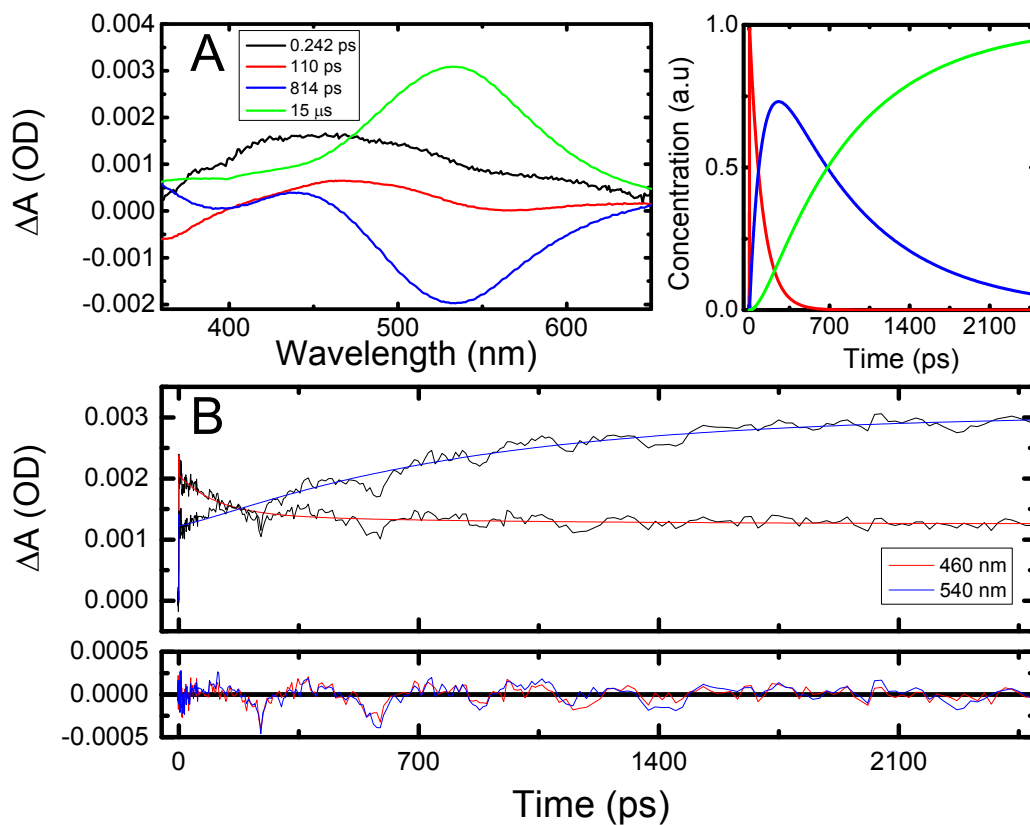 A
0.242 ps
110 ps
814 ps
15 μs
0.004
0.003
0.002
0.001
0.000
-0.001
-0.002
ΔA (OD)
400
500
600
Wavelength (nm)
1.0
0.5
0.0
Concentration (a.u)
0
700
1400
2100
Time (ps)
B
0.003
0.002
0.001
0.000
ΔA (OD)
460 nm
540 nm
0.0005
0.0000
-0.0005
0
700
1400
2100
Time (ps)